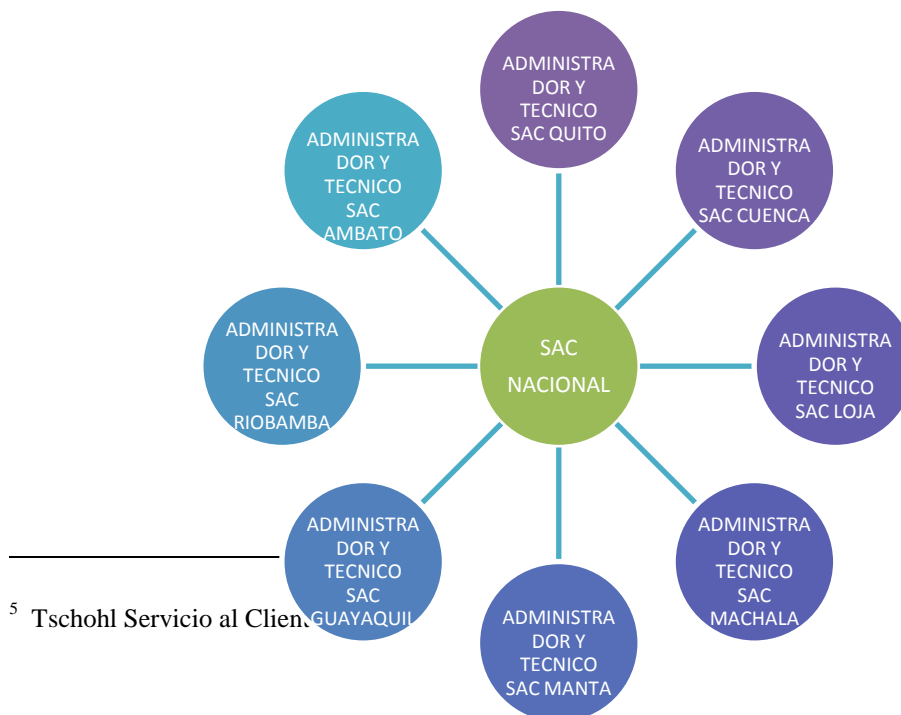 ADMINISTRA
DOR Y
TECNICO
SAC QUITO
ADMINISTRA
DOR Y
TECNICO
SAC CUENCA
ADMINISTRA
DOR Y
TECNICO
SAC LOJA
ADMINISTRA
DOR Y
TECNICO
SAC
MACHALA
ADMINISTRA
DOR Y
TECNICO
SAC MANTA
ADMINISTRA
DOR Y
TECNICO
SAC
GUAYAQUIL
ADMINISTRA
DOR Y
TECNICO
SAC
RIOBAMBA
ADMINISTRA
DOR Y
TECNICO
SAC
AMBATO
SAC
NACIONAL
5 Tschohl Servicio al